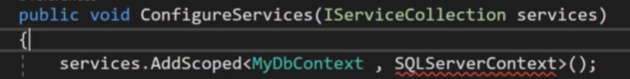 public void ConfigureServices(IServiceCollection services)
{
services.AddScoped<MyDbContext , SQLServerContext>();